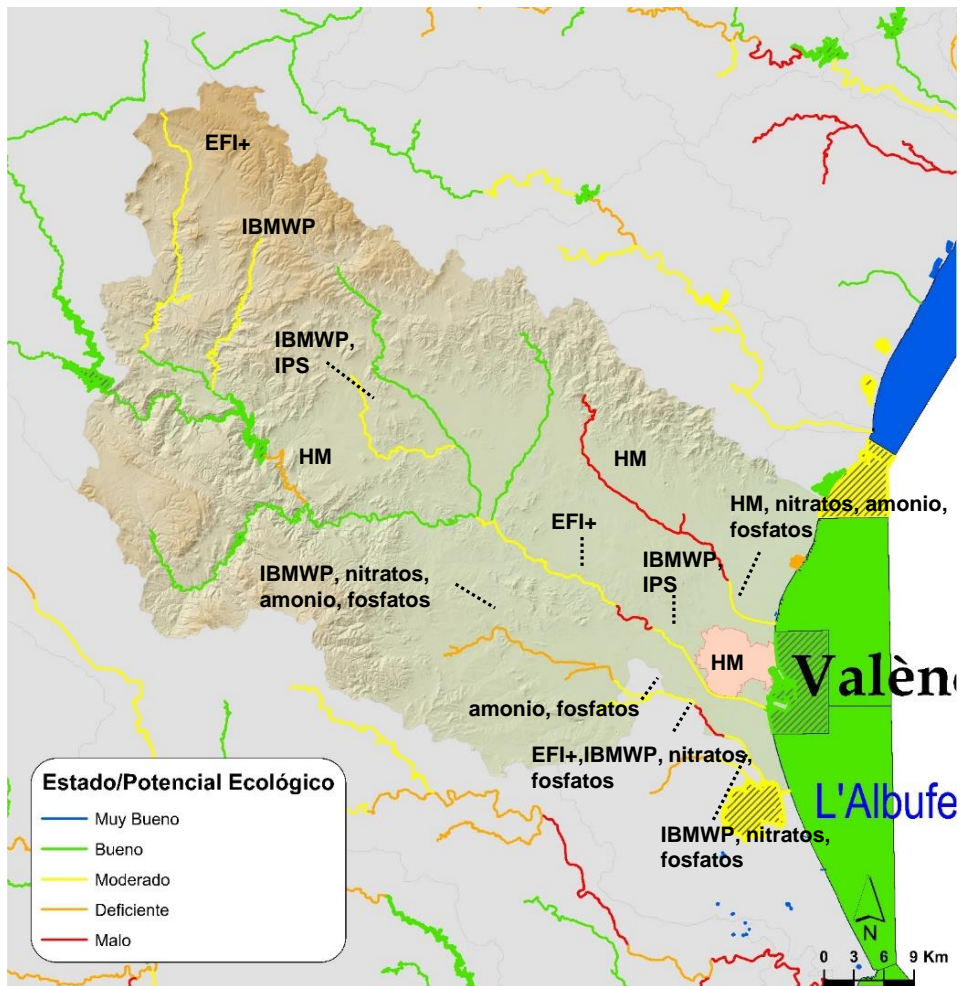 EFI+
IBMWP
IBMWP,
IPS
HM
HM
HM, nitratos, amonio,
fosfatos
EFI+
IBMWP,
IPS
IBMWP, nitratos,
amonio, fosfatos
HM
Valèn
amonio, fosfatos
EFI+,IBMWP, nitratos,
fosfatos
L'Albufe
IBMWP, nitratos,
fosfatos
Estado/Potencial Ecológico
Muy Bueno
Bueno
Moderado
Deficiente
Malo
N
0 3 6 9 Km